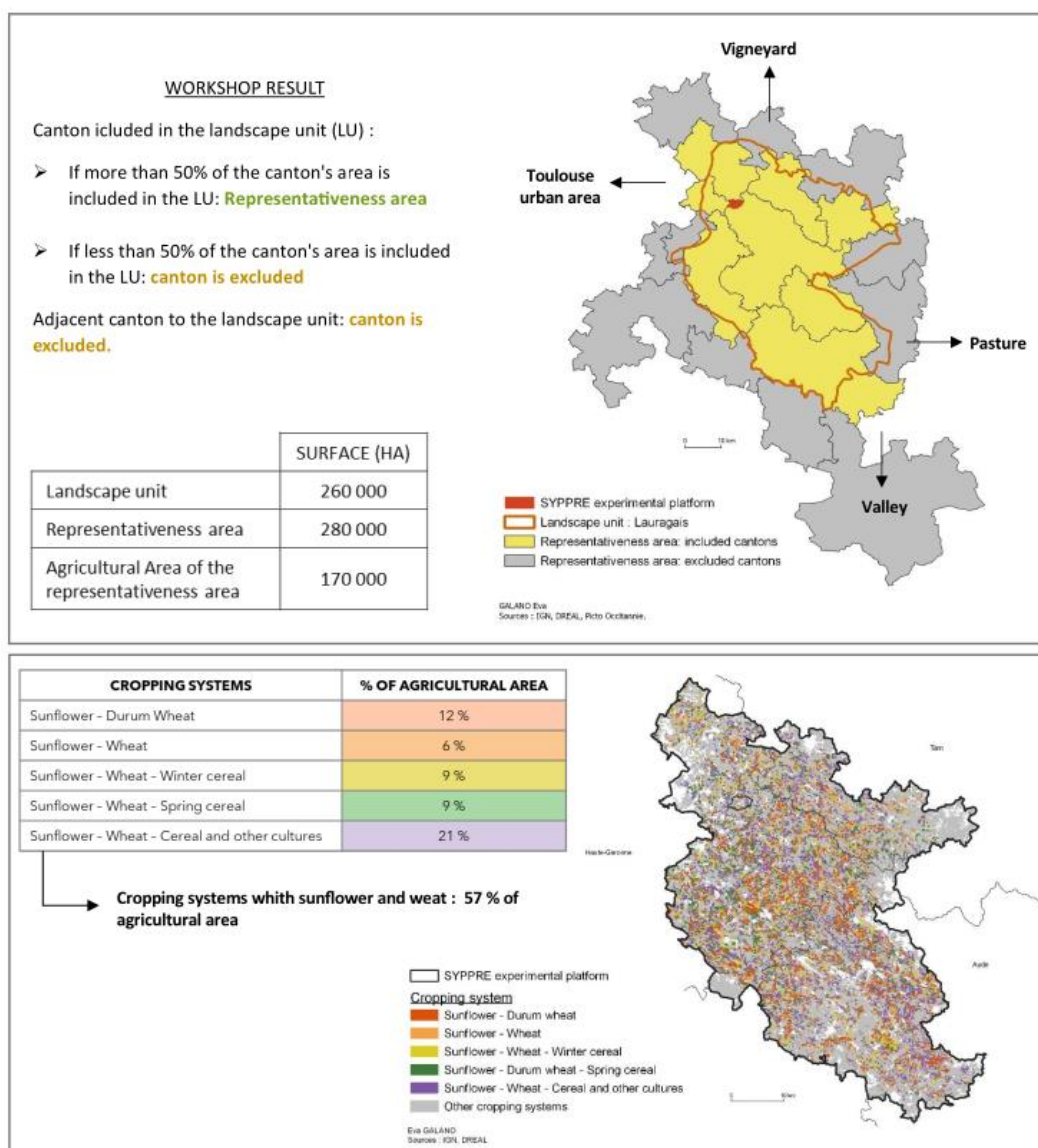 WORKSHOP RESULT
Canton icluded in the landscape unit (LU) :
➢ If more than 50% of the canton's area is
included in the LU: Representativeness area
➢ If less than 50% of the canton's area is included
in the LU: canton is excluded
Adjacent canton to the landscape unit: canton is
excluded.
SURFACE (HA)
Landscape unit 260 000
Representativeness area 280 000
Agricultural Area of the
representativeness area 170 000
Vigneyard
Toulouse
urban area
Pasture
Valley
0 10 km
SYPPRE experimental platform
Landscape unit : Lauragais
Representativeness area: included cantons
Representativeness area: excluded cantons
GALAND Eva
Sources : IGN, DREAL, Picto Occitannie.
CROPPING SYSTEMS % OF AGRICULTURAL AREA
Sunflower - Durum Wheat 12 %
Sunflower - Wheat 6 %
Sunflower - Wheat - Winter cereal 9 %
Sunflower - Wheat - Spring cereal 9 %
Sunflower - Wheat - Cereal and other cultures 21 %
Cropping systems whith sunflower and weat : 57 % of
agricultural area
Tarn
Haute-Garonne
Aude
SYPPRE experimental platform
Cropping system
Sunflower - Durum wheat
Sunflower - Wheat
Sunflower - Wheat - Winter cereal
Sunflower - Durum wheat - Spring cereal
Sunflower - Wheat - Cereal and other cultures
Other cropping systems
Eva GALAND
Sources : IGN, DREAL